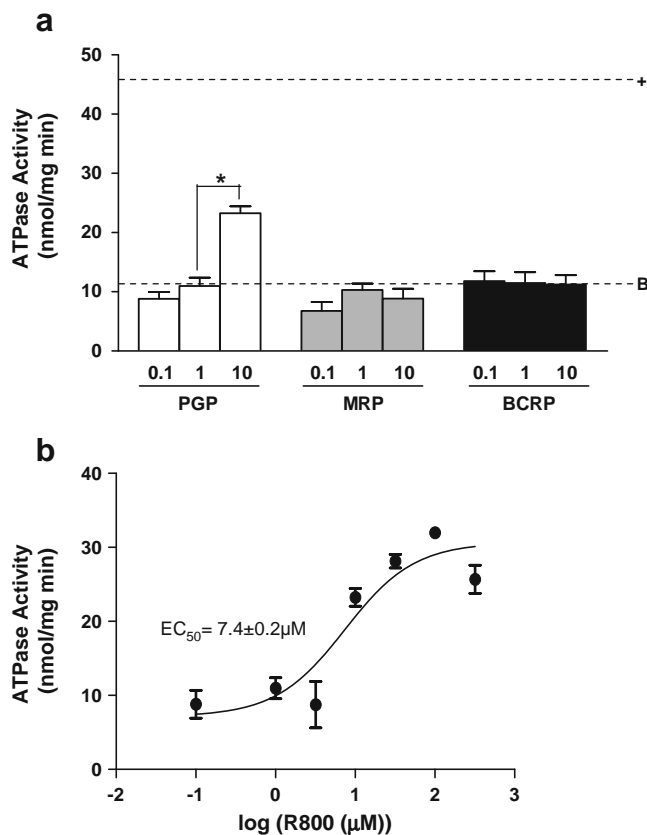 a
ATPase Activity
(nmol/mg min)
50
40
30
20
10
0
+
B
*
0.1 1 10 0.1 1 10 0.1 1 10
PGP MRP BCRP
b
ATPase Activity
(nmol/mg min)
40
30
20
10
0
EC50= 7.4±0.2µM
-2 -1 0 1 2 3
log (R800 (µM))